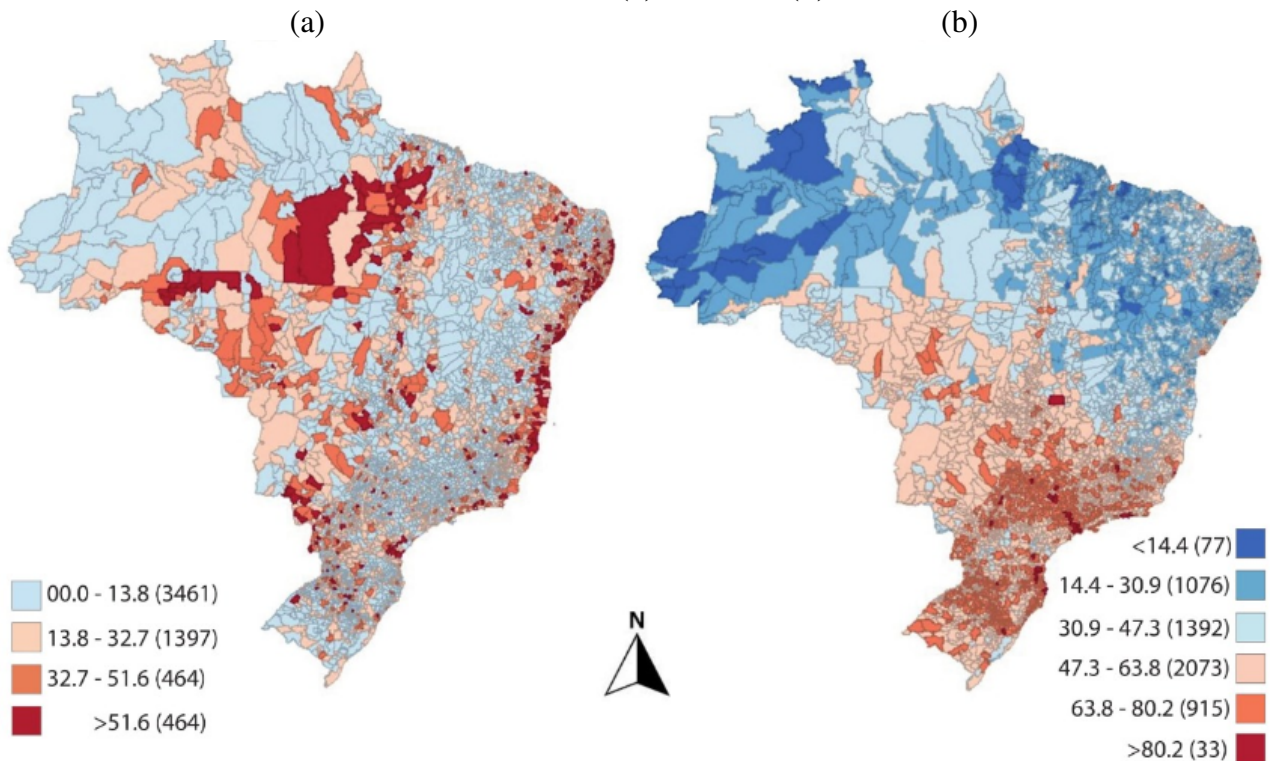 (a)
(b)
00.0 - 13.8 (3461)
13.8 - 32.7 (1397)
32.7 - 51.6 (464)
>51.6 (464)
N
<14.4 (77)
14.4 - 30.9 (1076)
30.9 - 47.3 (1392)
47.3 - 63.8 (2073)
63.8 - 80.2 (915)
>80.2 (33)